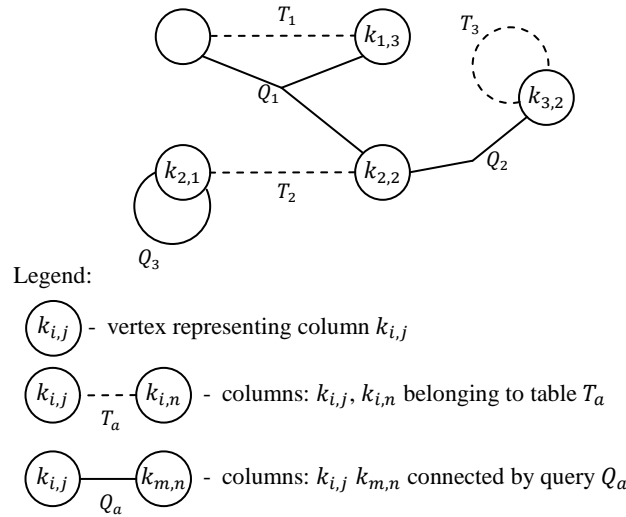 T₁
k₁,₃
T₃
Q₁
k₃,₂
k₂,₁
k₂,₂
Q₂
T₂
Q₃
Legend:
kᵢ,ⱼ - vertex representing column kᵢ,ⱼ
kᵢ,ⱼ kᵢ,ₙ - columns: kᵢ,ⱼ, kᵢ,ₙ belonging to table Tₐ
Tₐ
kᵢ,ⱼ kₘ,ₙ - columns: kᵢ,ⱼ kₘ,ₙ connected by query Qₐ
Qₐ